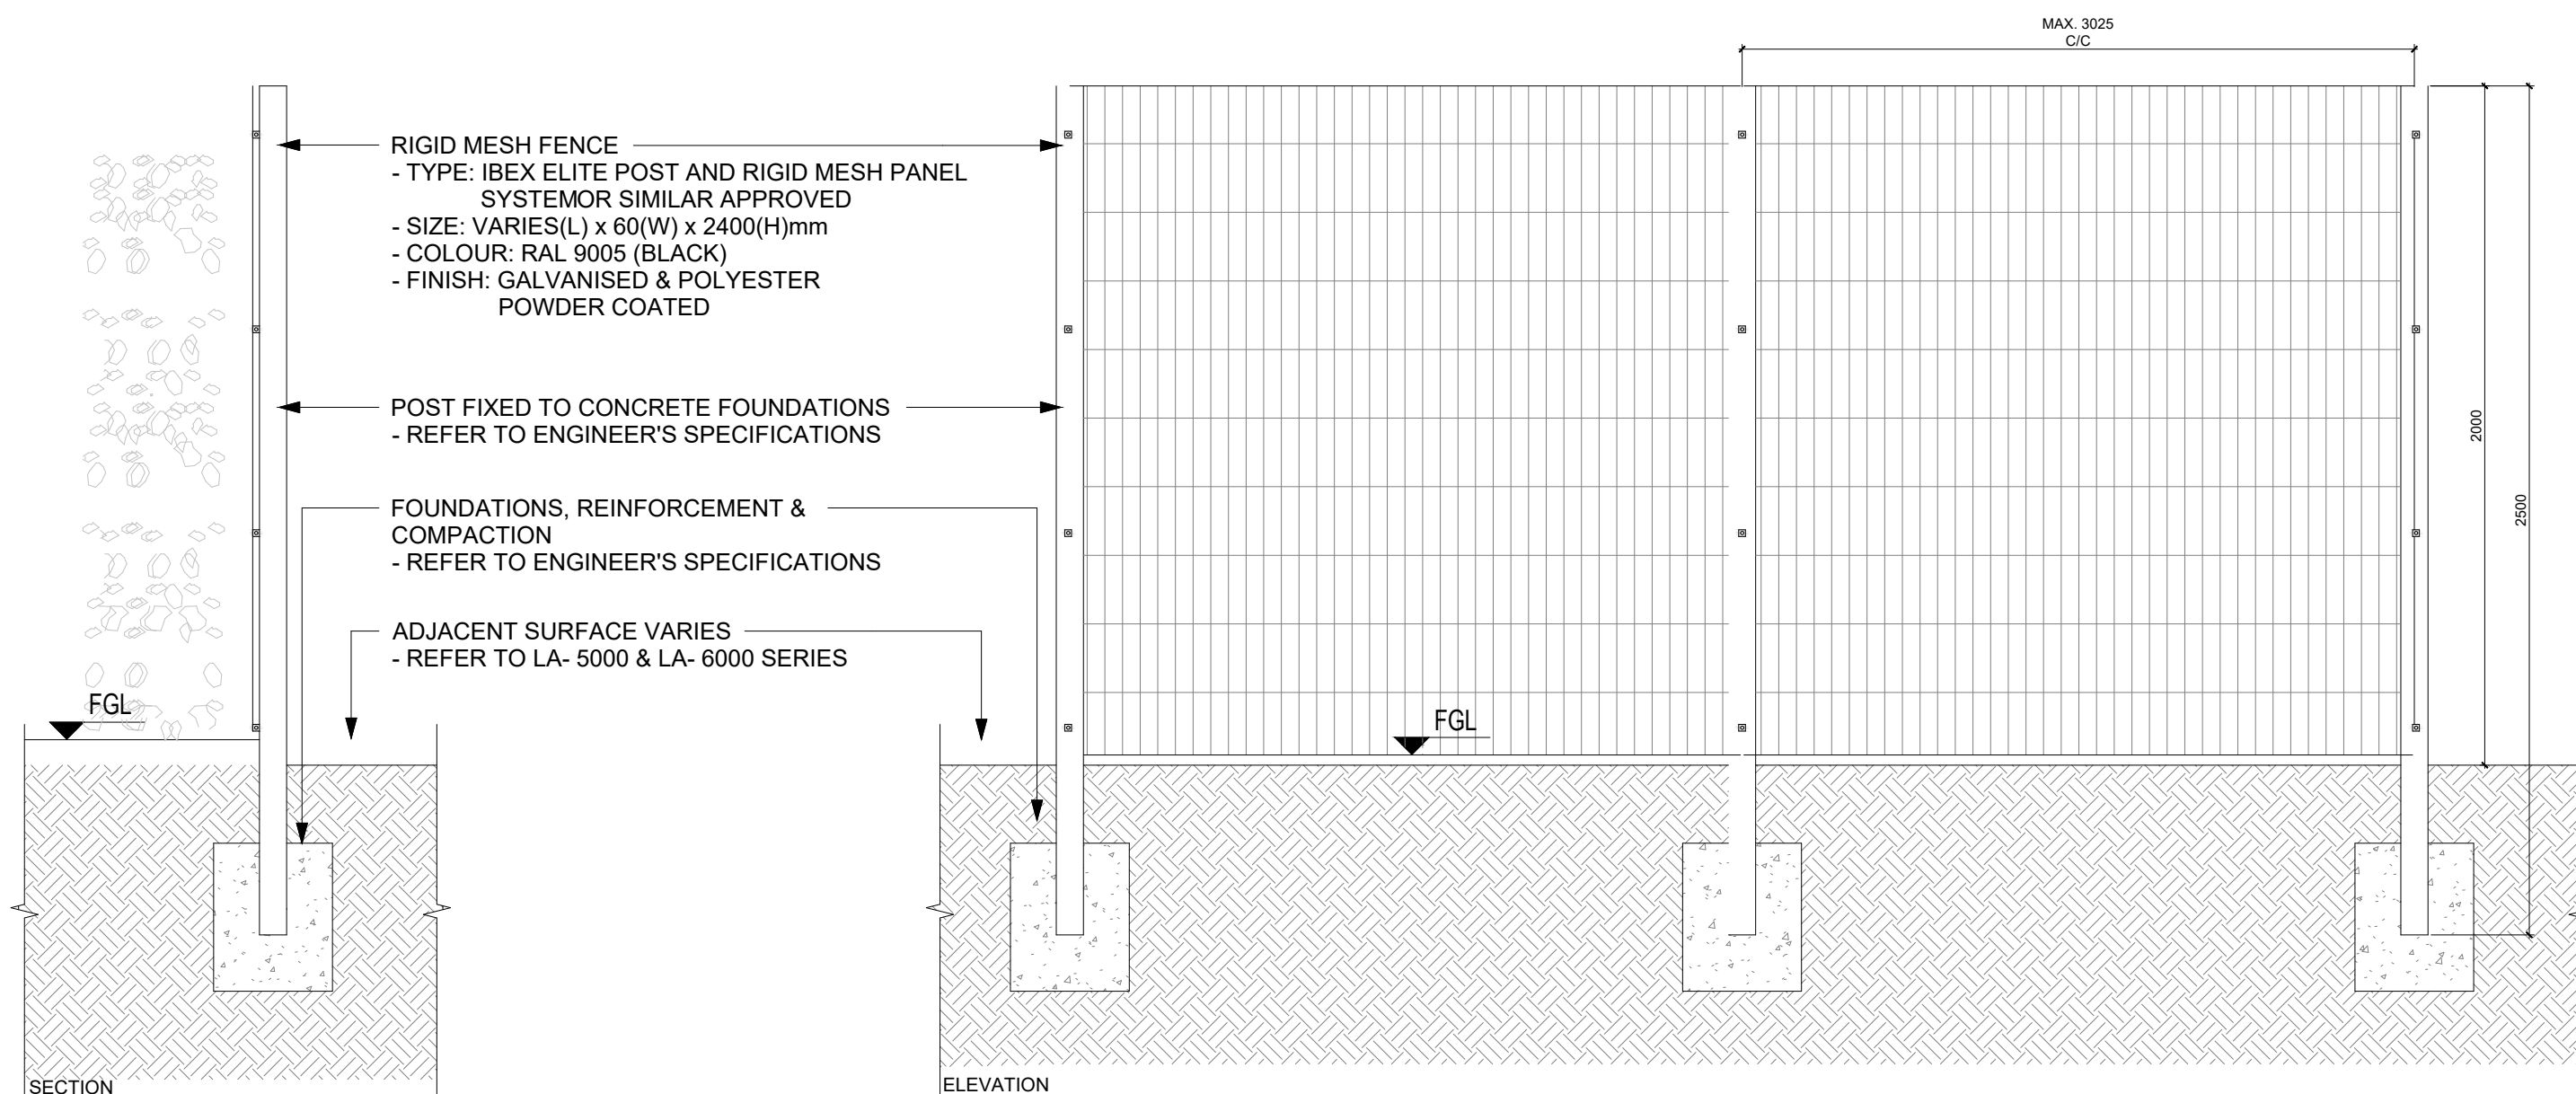 MAX. 3025
C/C
RIGID MESH FENCE
- TYPE: IBEX ELITE POST AND RIGID MESH PANEL
SYSTEMOR SIMILAR APPROVED
- SIZE: VARIES(L) x 60(W) x 2400(H)mm
- COLOUR: RAL 9005 (BLACK)
- FINISH: GALVANISED & POLYESTER
POWDER COATED
POST FIXED TO CONCRETE FOUNDATIONS
- REFER TO ENGINEER'S SPECIFICATIONS
FOUNDATIONS, REINFORCEMENT &
COMPACTION
- REFER TO ENGINEER'S SPECIFICATIONS
ADJACENT SURFACE VARIES
- REFER TO LA- 5000 & LA- 6000 SERIES
FGL
FGL
2000
2500
SECTION
ELEVATION